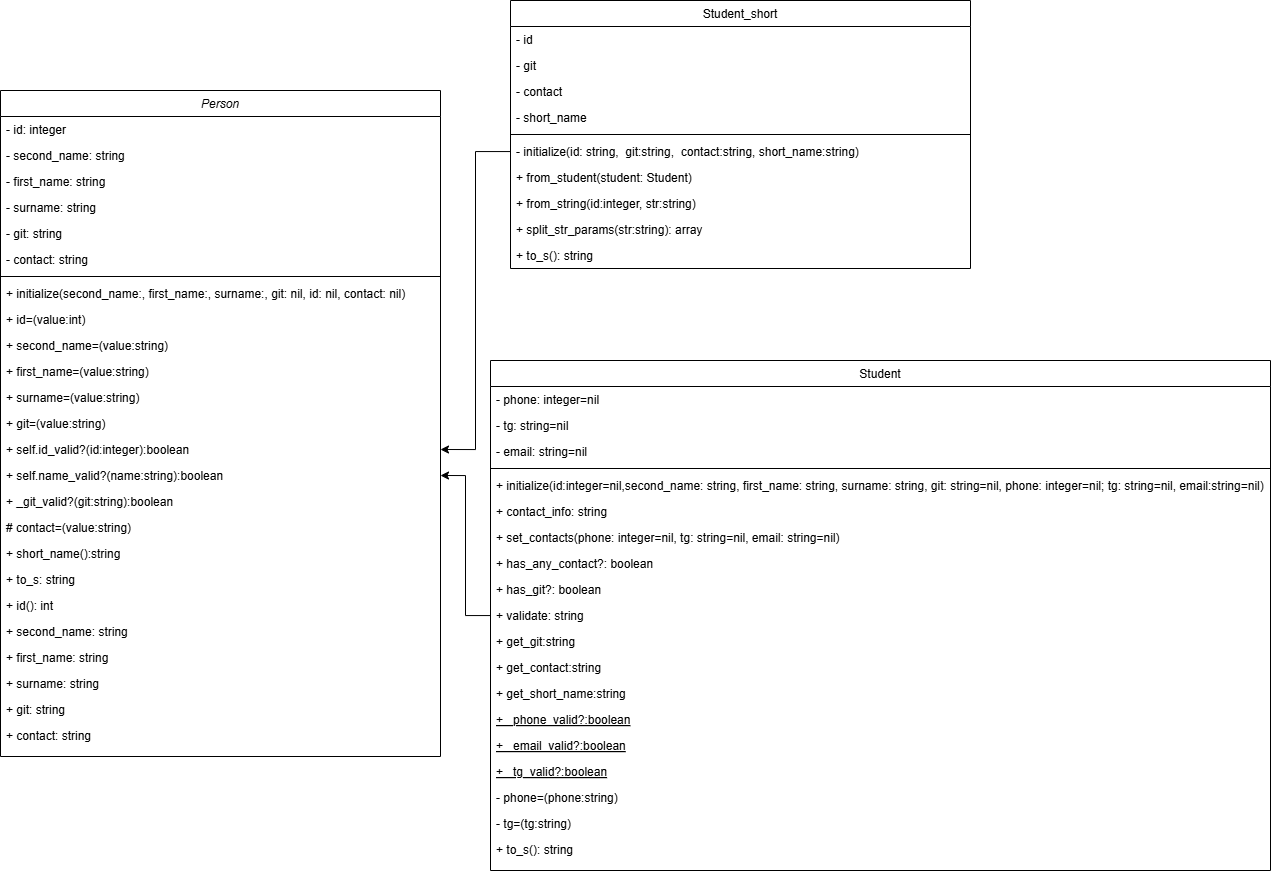 Student_short
- id
- git
- contact
- short_name
- initialize(id: string, git:string, contact:string, short_name:string)
+ from_student(student: Student)
+ from_string(id:integer, str:string)
+ split_str_params(str:string): array
+ to_s(): string
Person
- id: integer
- second_name: string
- first_name: string
- surname: string
- git: string
- contact: string
+ initialize(second_name:, first_name:, surname:, git: nil, id: nil, contact: nil)
+ id=(value:int)
+ second_name=(value:string)
+ first_name=(value:string)
+ surname=(value:string)
+ git=(value:string)
+ self.id_valid?(id:integer):boolean
+ self.name_valid?(name:string):boolean
+ _git_valid?(git:string):boolean
# contact=(value:string)
+ short_name():string
+ to_s: string
+ id(): int
+ second_name: string
+ first_name: string
+ surname: string
+ git: string
+ contact: string
Student
- phone: integer=nil
- tg: string=nil
- email: string=nil
+ initialize(id:integer=nil,second_name: string, first_name: string, surname: string, git: string=nil, phone: integer=nil; tg: string=nil, email:string=nil)
+ contact_info: string
+ set_contacts(phone: integer=nil, tg: string=nil, email: string=nil)
+ has_any_contact?: boolean
+ has_git?: boolean
+ validate: string
+ get_git:string
+ get_contact:string
+ get_short_name:string
+ _phone_valid?:boolean
+ _email_valid?:boolean
+ _tg_valid?:boolean
- phone=(phone:string)
- tg=(tg:string)
+ to_s(): string